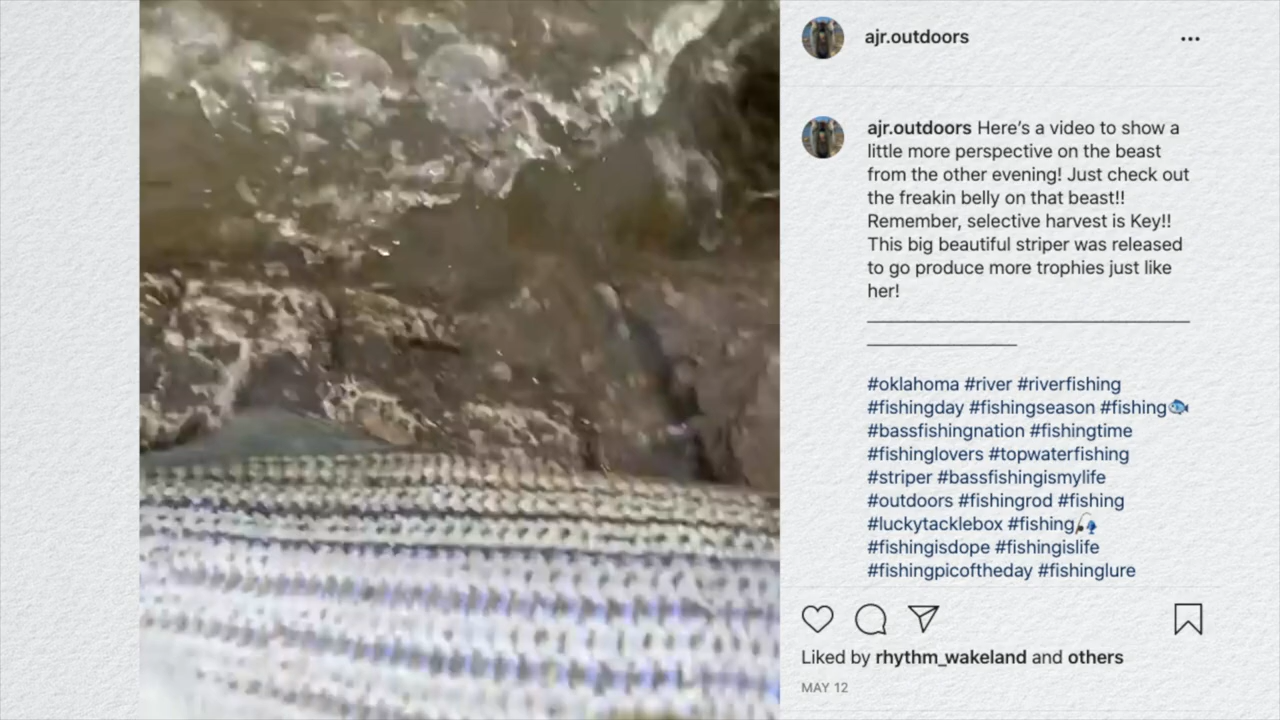 ajr.outdoors
ajr.outdoors Here's a video to show a
little more perspective on the beast
from the other evening! Just check out
the freakin belly on that beast!!
Remember, selective harvest is Key!!
This big beautiful striper was released
to go produce more trophies just like
her!
#oklahoma #river #riverfishing
#fishingday #fishingseason #fishing🐟
#bassfishingnation #fishingtime
#fishinglovers #topwaterfishing
#striper #bassfishingismylife
#outdoors #fishingrod #fishing
#luckytacklebox #fishing🎣
#fishingisdope #fishingislife
#fishingpicoftheday #fishinglure
Liked by rhythm_wakeland and others
MAY 12